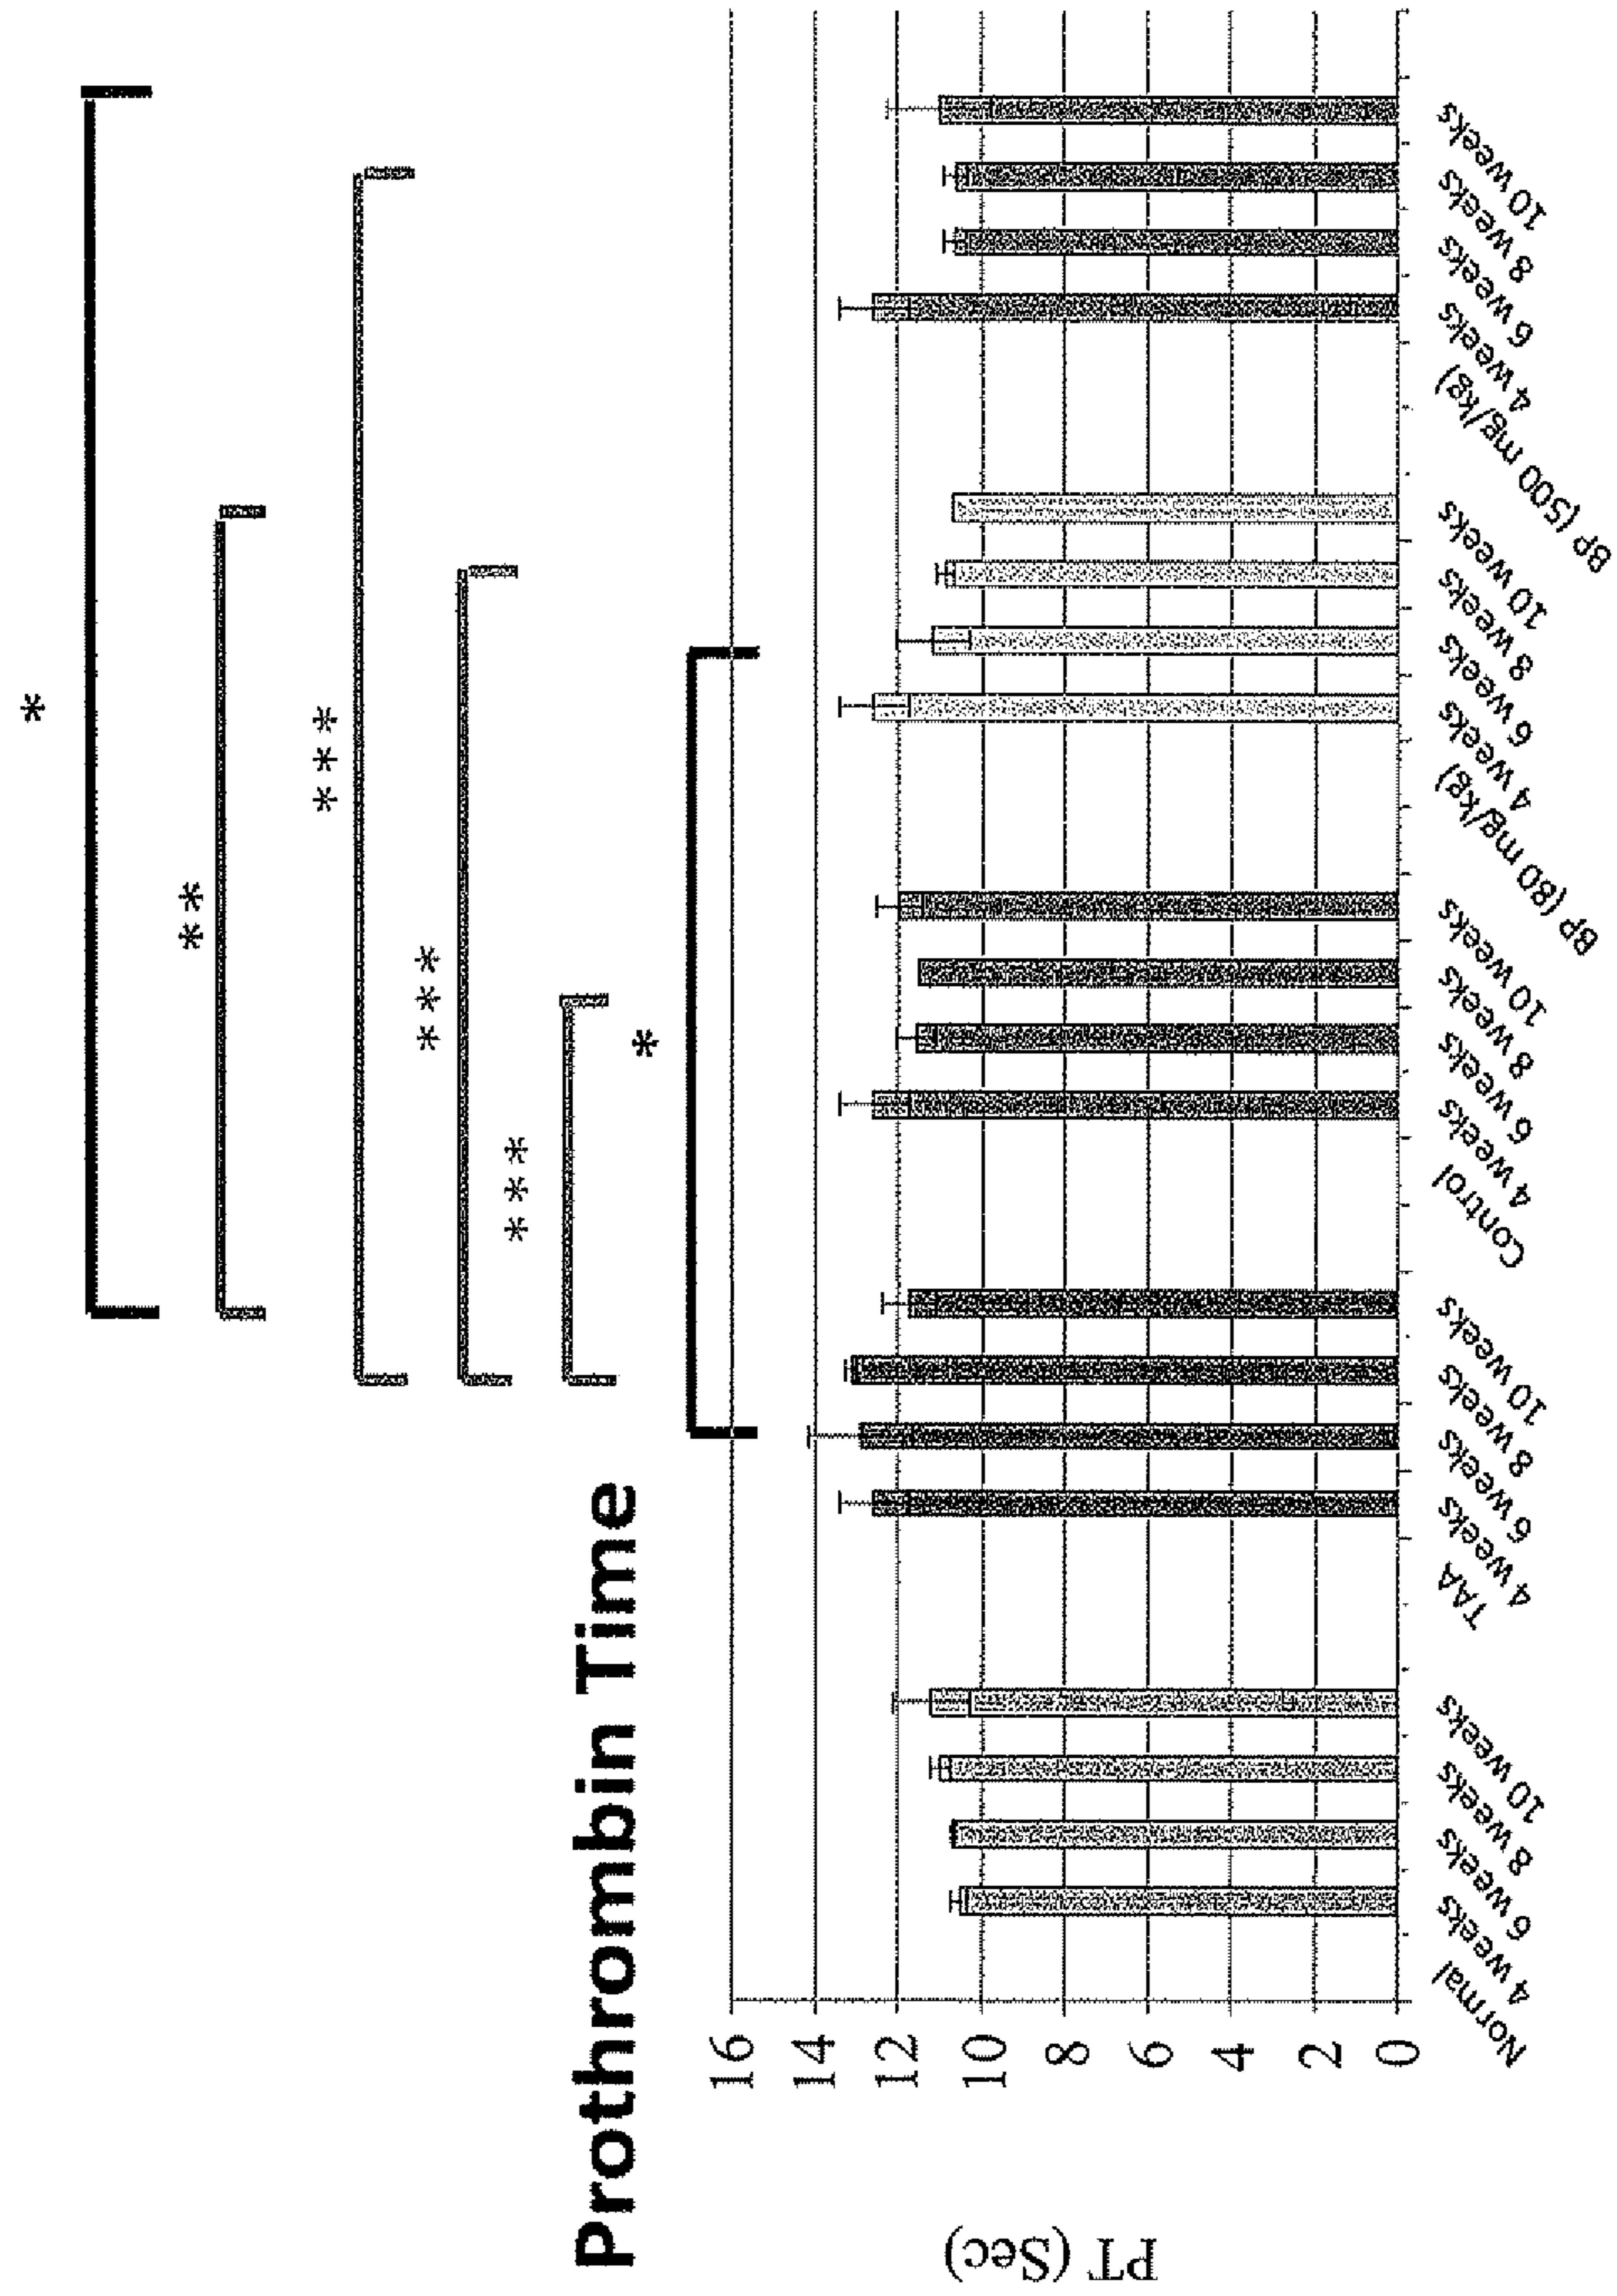 *
**
***
***
***
*
Prothrombin Time
PT (Sec)
16
14
12
10
8
6
4
2
0
Normal
4 weeks
6 weeks
8 weeks
10 weeks
TAA
4 weeks
6 weeks
8 weeks
10 weeks
Control
4 weeks
6 weeks
8 weeks
10 weeks
BP (80 mg/kg)
4 weeks
6 weeks
8 weeks
10 weeks
BP (500 mg/kg)
4 weeks
6 weeks
8 weeks
10 weeks